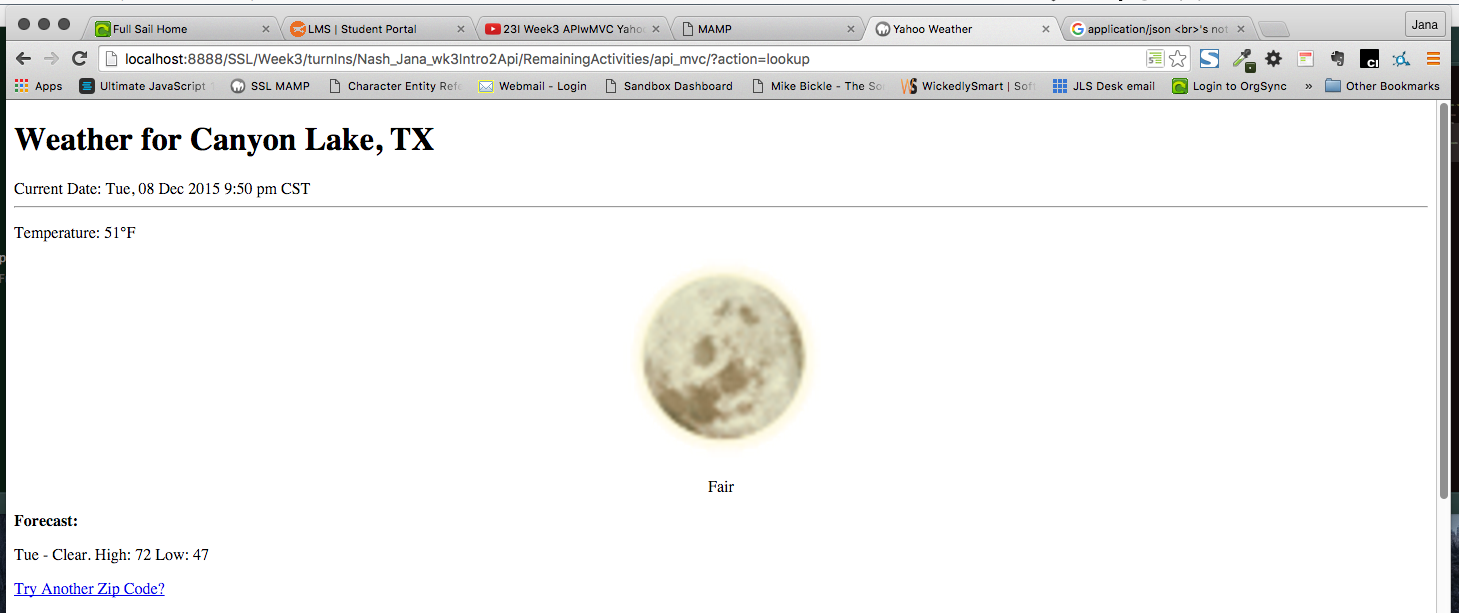 Full Sail Home
LMS | Student Portal
23I Week3 APIwMVC Yahoo
MAMP
Yahoo Weather
application/json <br>'s not
Jana
localhost:8888/SSL/Week3/turnIns/Nash_Jana_wk3Intro2Api/RemainingActivities/api_mvc/?action=lookup
Apps
Ultimate JavaScript
SSL MAMP
Character Entity Refe
Webmail - Login
Sandbox Dashboard
Mike Bickle - The So
WickedlySmart | Soft
JLS Desk email
Login to OrgSync
»
Other Bookmarks
Weather for Canyon Lake, TX
Current Date: Tue, 08 Dec 2015 9:50 pm CST
Temperature: 51°F
Fair
Forecast:
Tue - Clear. High: 72 Low: 47
Try Another Zip Code?